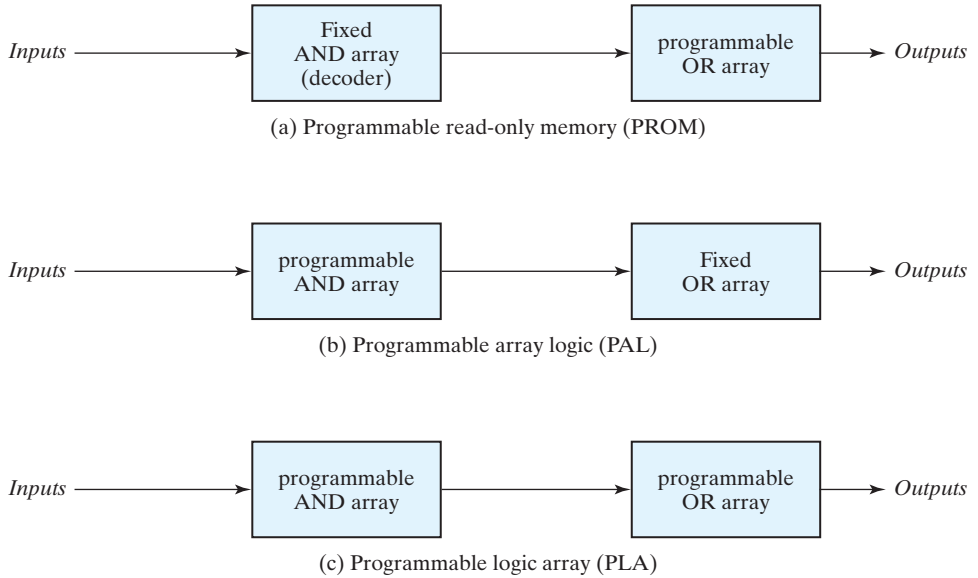 Inputs
Fixed
AND array
(decoder)
programmable
OR array
Outputs
(a) Programmable read-only memory (PROM)
Inputs
programmable
AND array
Fixed
OR array
Outputs
(b) Programmable array logic (PAL)
Inputs
programmable
AND array
programmable
OR array
Outputs
(c) Programmable logic array (PLA)